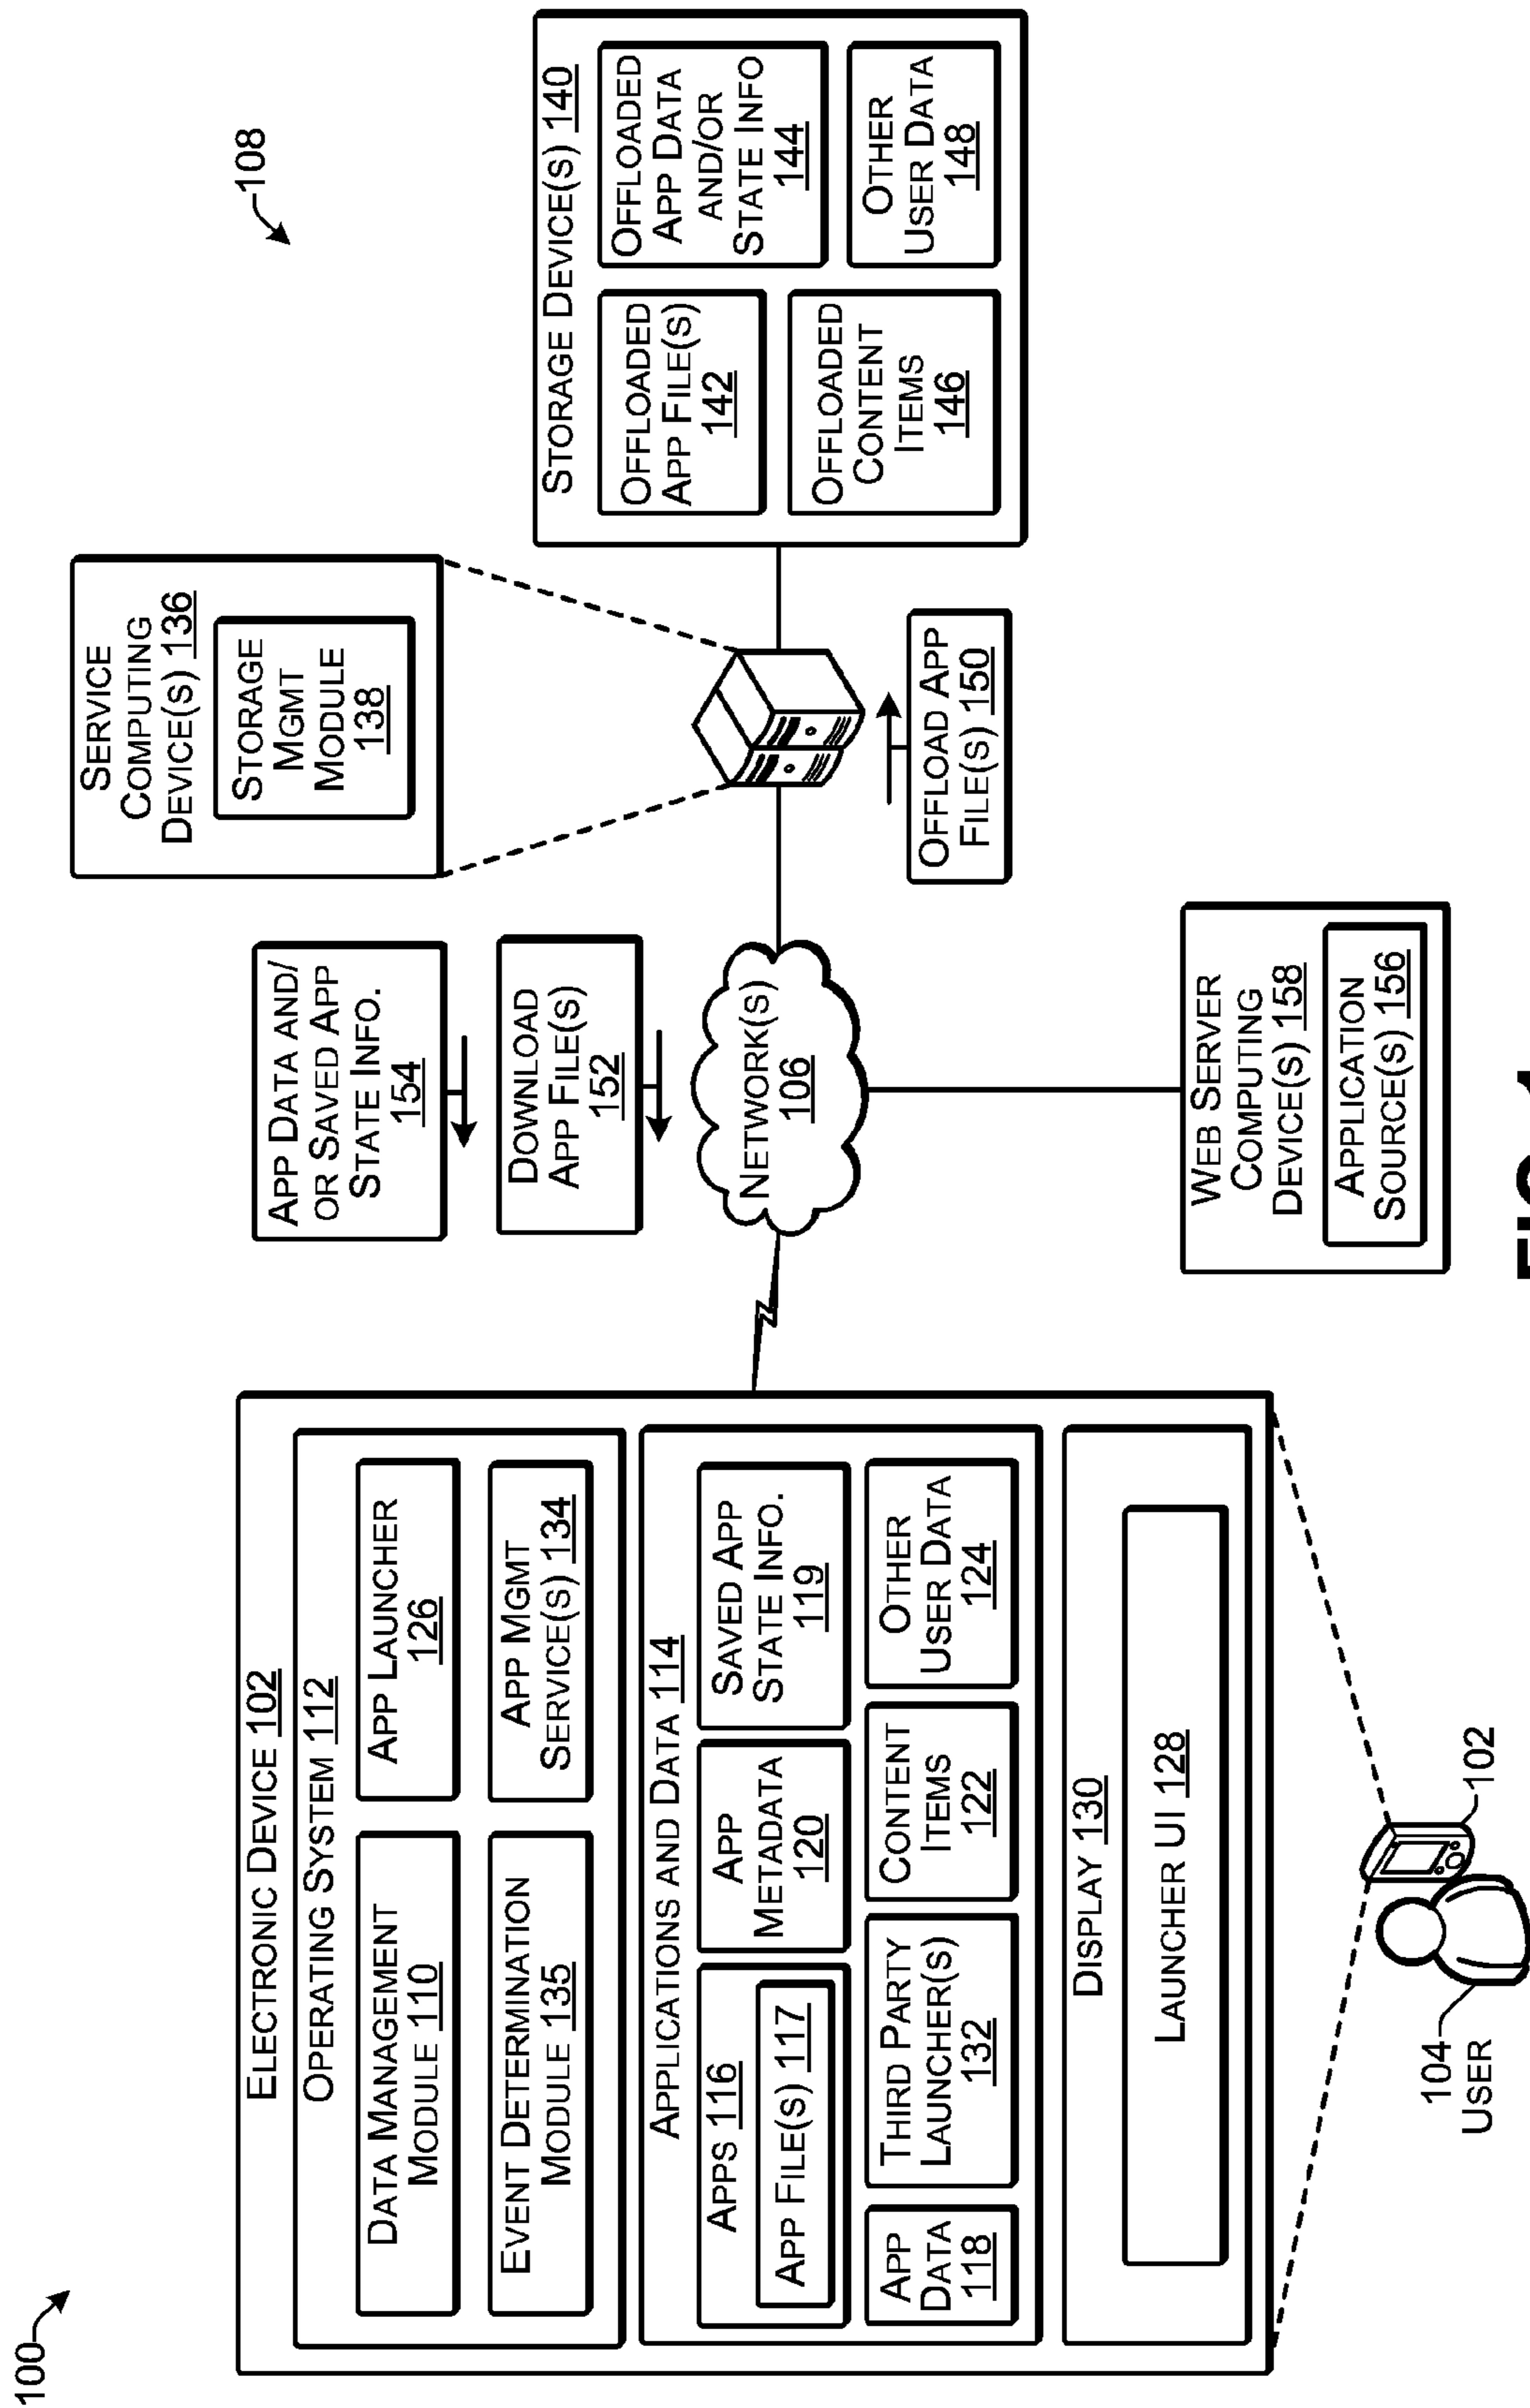 100
108
ELECTRONIC DEVICE 102
OPERATING SYSTEM 112
DATA MANAGEMENT
MODULE 110
APP LAUNCHER
126
EVENT DETERMINATION
MODULE 135
APP MGMT
SERVICE(S) 134
APPLICATIONS AND DATA 114
APPS 116
APP FILE(S) 117
APP
METADATA
120
SAVED APP
STATE INFO.
119
APP
DATA
118
THIRD PARTY
LAUNCHER(S)
132
CONTENT
ITEMS
122
OTHER
USER DATA
124
DISPLAY 130
LAUNCHER UI 128
104
USER
102
APP DATA AND/
OR SAVED APP
STATE INFO.
154
DOWNLOAD
APP FILE(S)
152
NETWORK(S)
106
WEB SERVER
COMPUTING
DEVICE(S) 158
APPLICATION
SOURCE(S) 156
SERVICE
COMPUTING
DEVICE(S) 136
STORAGE
MGMT
MODULE
138
OFFLOAD APP
FILE(S) 150
STORAGE DEVICE(S) 140
OFFLOADED
APP FILE(S)
142
OFFLOADED
APP DATA
AND/OR
STATE INFO
144
OFFLOADED
CONTENT
ITEMS
146
OTHER
USER DATA
148